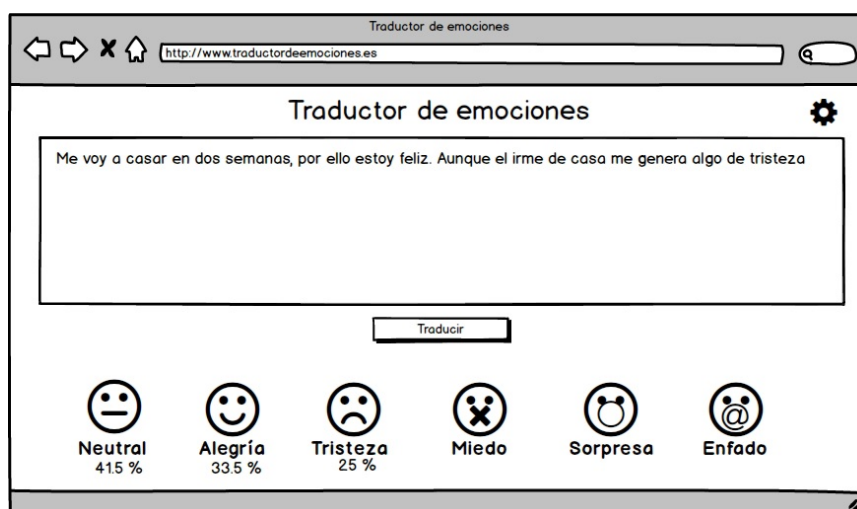 Traductor de emociones
http://www.traductordeemociones.es
Traductor de emociones
Me voy a casar en dos semanas, por ello estoy feliz. Aunque el irme de casa me genera algo de tristeza
Traducir
@
Neutral Alegría Tristeza Miedo Sorpresa Enfado
41.5 % 33.5 % 25 %